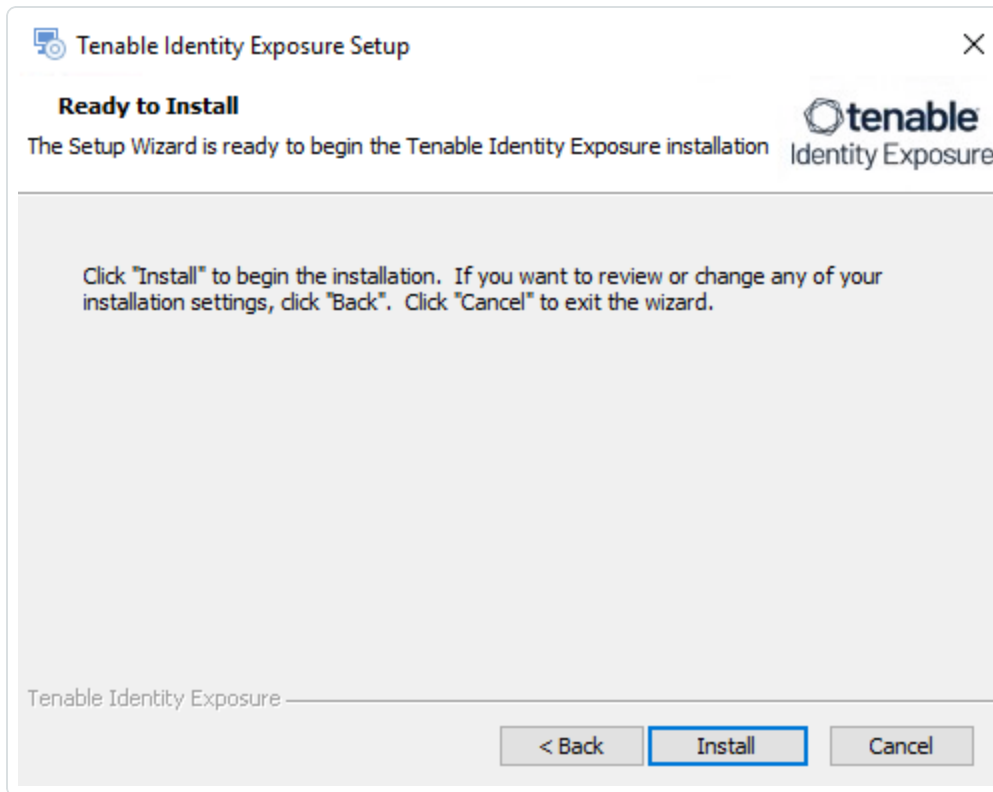 Tenable Identity Exposure Setup
Ready to Install
The Setup Wizard is ready to begin the Tenable Identity Exposure installation
tenable
Identity Exposure
Click "Install" to begin the installation.  If you want to review or change any of your
installation settings, click "Back".  Click "Cancel" to exit the wizard.
Tenable Identity Exposure
< Back
Install
Cancel